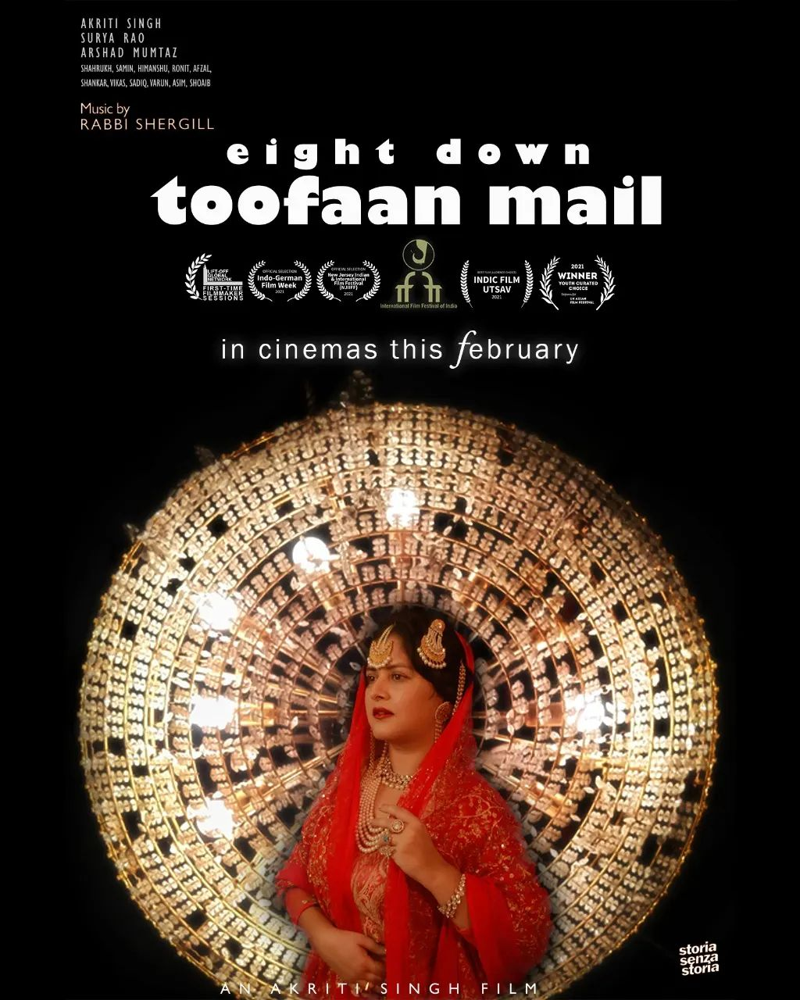 AKRITI SINGH
SURYA RAO
ARSHAD MUMTAZ
SHAHRUKH, SAMIN, HIMANSHU, RONIT, AFZAL,
SHANKAR, VIKAS, SADIQ, VARUN, ASIM, SHOAIB
Music by
RABBI SHERGILL
eight down
toofaan mail
LIFT-OFF
GLOBAL
NETWORK
FIRST-TIME
FILMMAKER
SESSIONS
OFFICIAL SELECTION
Indo-German
Film Week
2021
OFFICIAL SELECTION
New Jersey Indian
& International
Film Festival
(NJIIFF)
2021
International Film Festival of India
BEST FILM (AUDIENCE CHOICE)
INDIC FILM
UTSAV
2021
2021
WINNER
YOUTH CURATED
CHOICE
UK ASIAN
FILM FESTIVAL
in cinemas this february
storia
senza
storia
AN AKRITI SINGH FILM